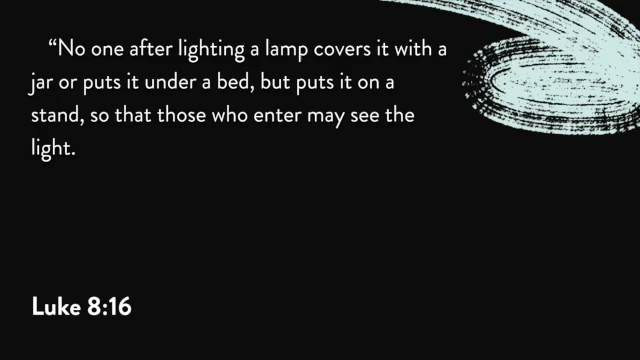 “No one after lighting a lamp covers it with a
jar or puts it under a bed, but puts it on a
stand, so that those who enter may see the
light.
Luke 8:16